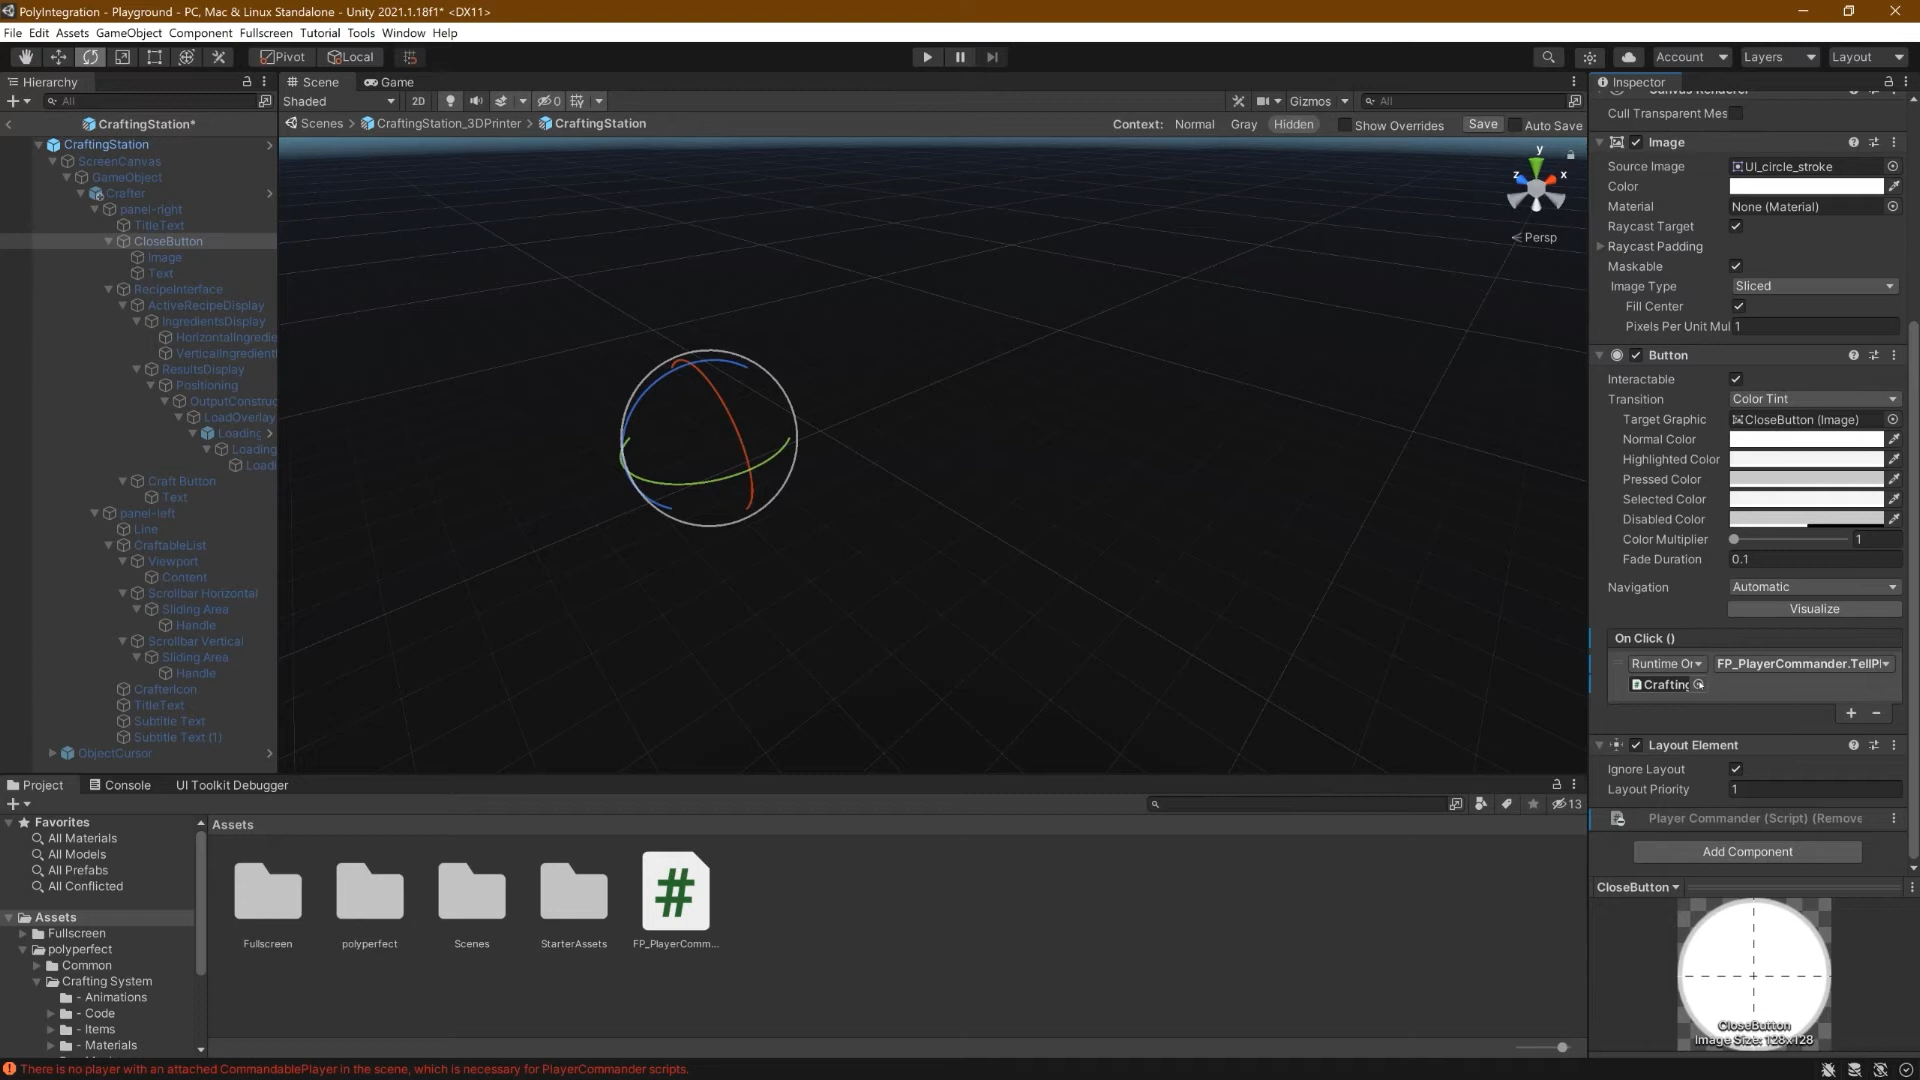 PolyIntegration - Playground - PC, Mac & Linux Standalone - Unity 2021.1.18f1* <DX11>
File Edit Assets GameObject Component Fullscreen Tutorial Tools Window Help
Pivot Local Account Layers Layout
Hierarchy
All
CraftingStation*
CraftingStation
ScreenCanvas
GameObject
Crafter
panel-right
TitleText
CloseButton
Image
Text
RecipeInterface
ActiveRecipeDisplay
IngredientsDisplay
HorizontalIngredie
VerticalIngredient
ResultsDisplay
Positioning
OutputConstruc
LoadOverlay
Loading
Loading
Loadi
Craft Button
Text
panel-left
Line
CraftableList
Viewport
Content
Scrollbar Horizontal
Sliding Area
Handle
Scrollbar Vertical
Sliding Area
Handle
CrafterIcon
TitleText
Subtitle Text
Subtitle Text (1)
ObjectCursor
Scene Game
Shaded 2D 0 Gizmos All
Scenes > CraftingStation_3DPrinter > CraftingStation
Context: Normal Gray Hidden Show Overrides Save Auto Save
y
z x
< Persp
Project Console UI Toolkit Debugger
13
Favorites
All Materials
All Models
All Prefabs
All Conflicted
Assets
Fullscreen
polyperfect
Common
Crafting System
- Animations
- Code
- Items
- Materials
Assets
Fullscreen polyperfect Scenes StarterAssets FP_PlayerComm...
Inspector
Canvas Renderer
Cull Transparent Mes
Image
Source Image UI_circle_stroke
Color
Material None (Material)
Raycast Target
Raycast Padding
Maskable
Image Type Sliced
Fill Center
Pixels Per Unit Mul 1
Button
Interactable
Transition Color Tint
Target Graphic CloseButton (Image)
Normal Color
Highlighted Color
Pressed Color
Selected Color
Disabled Color
Color Multiplier 1
Fade Duration 0.1
Navigation Automatic
Visualize
On Click ()
Runtime Or FP_PlayerCommander.TellPl
Crafting
+ -
Layout Element
Ignore Layout
Layout Priority 1
Player Commander (Script) (Remove
Add Component
CloseButton
CloseButton
Image Size: 128x128
There is no player with an attached CommandablePlayer in the scene, which is necessary for PlayerCommander scripts.